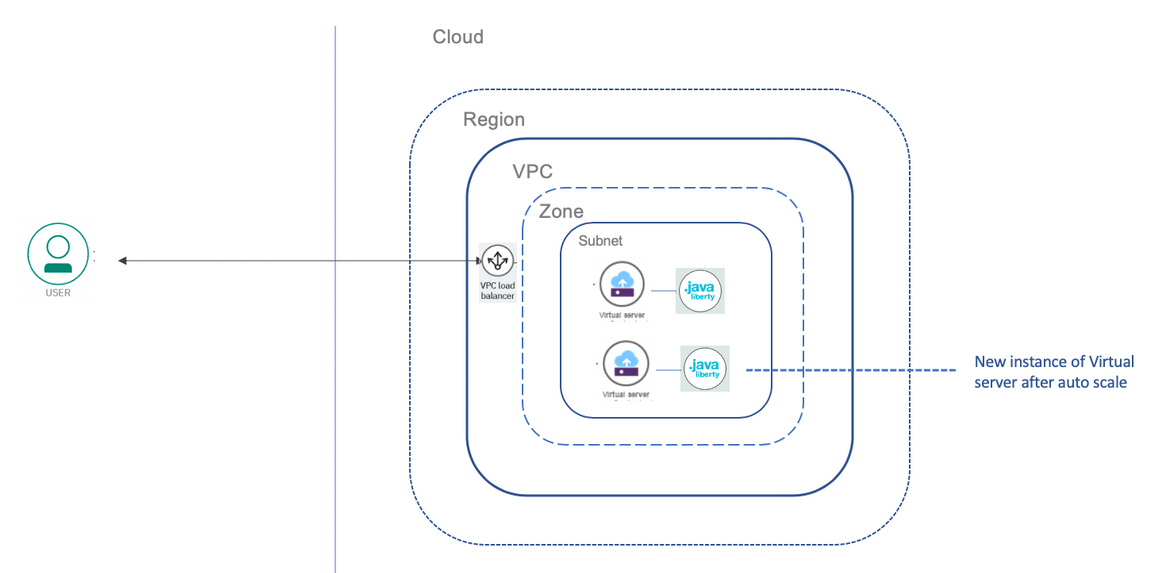 Cloud
Region
VPC
Zone
Subnet
USER
VPC load
balancer
.java
liberty
Virtual server
.java
liberty
Virtual server
New instance of Virtual
server after auto scale